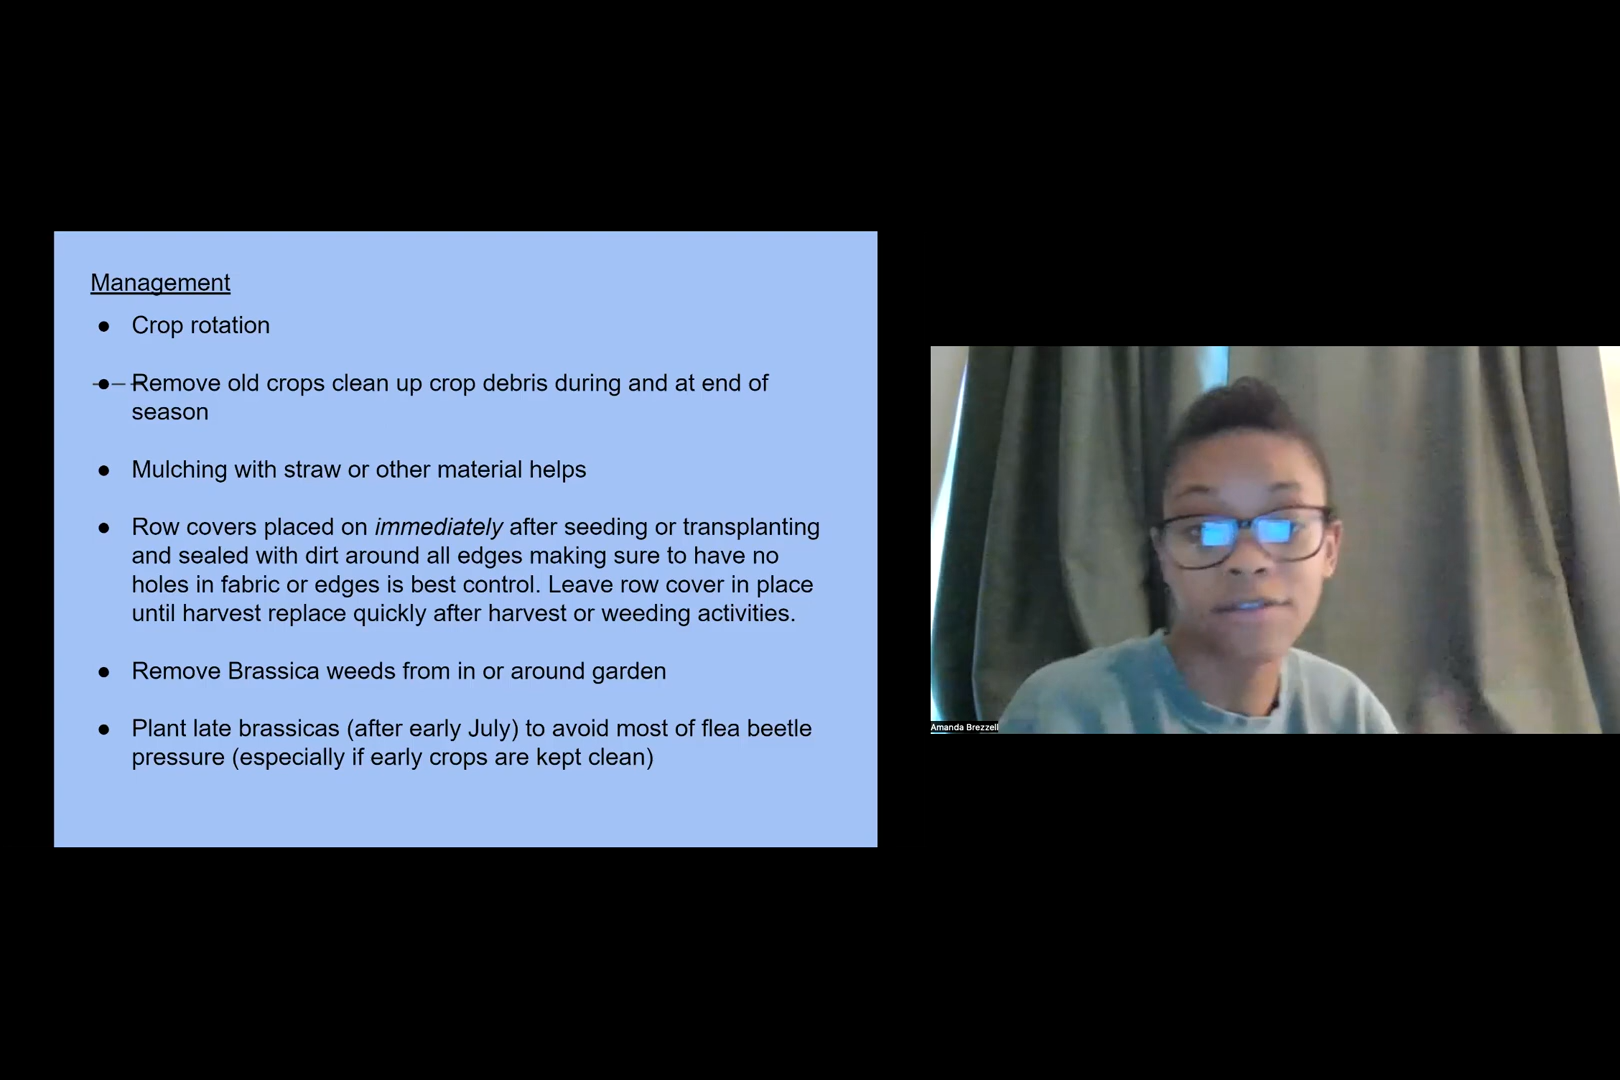 Management
● Crop rotation
● Remove old crops clean up crop debris during and at end of
season
● Mulching with straw or other material helps
● Row covers placed on immediately after seeding or transplanting
and sealed with dirt around all edges making sure to have no
holes in fabric or edges is best control. Leave row cover in place
until harvest replace quickly after harvest or weeding activities.
● Remove Brassica weeds from in or around garden
● Plant late brassicas (after early July) to avoid most of flea beetle
pressure (especially if early crops are kept clean)
Amanda Brezzell